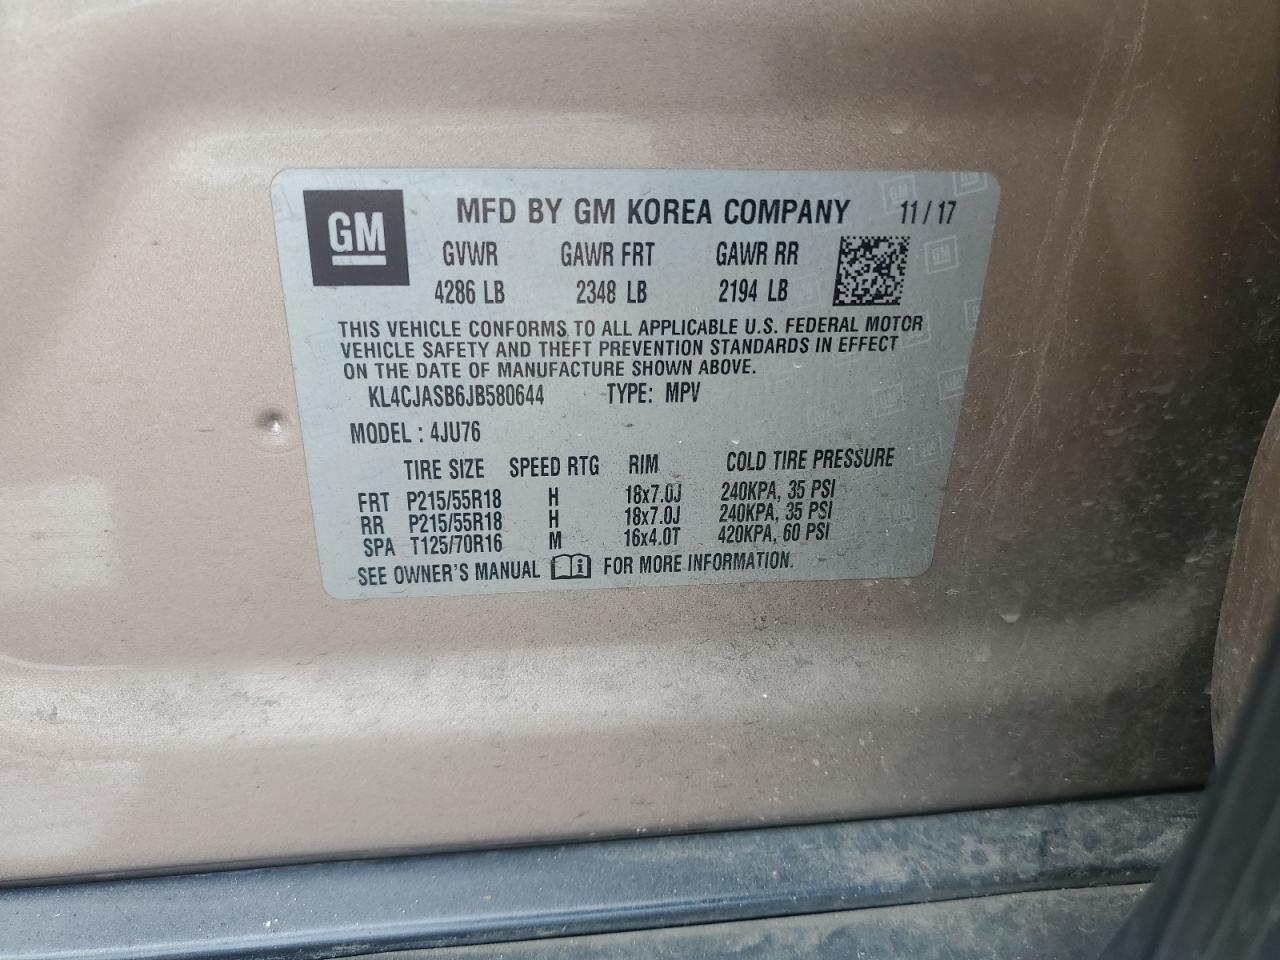 GM MFD BY GM KOREA COMPANY 11/17
GVWR GAWR FRT GAWR RR
4286 LB 2348 LB 2194 LB
THIS VEHICLE CONFORMS TO ALL APPLICABLE U.S. FEDERAL MOTOR
VEHICLE SAFETY AND THEFT PREVENTION STANDARDS IN EFFECT
ON THE DATE OF MANUFACTURE SHOWN ABOVE.
KL4CJASB6JB580644 TYPE: MPV
MODEL : 4JU76
TIRE SIZE SPEED RTG RIM COLD TIRE PRESSURE
FRT P215/55R18 H 18x7.0J 240KPA, 35 PSI
RR P215/55R18 H 18x7.0J 240KPA, 35 PSI
SPA T125/70R16 M 16x4.0T 420KPA, 60 PSI
SEE OWNER'S MANUAL i FOR MORE INFORMATION.